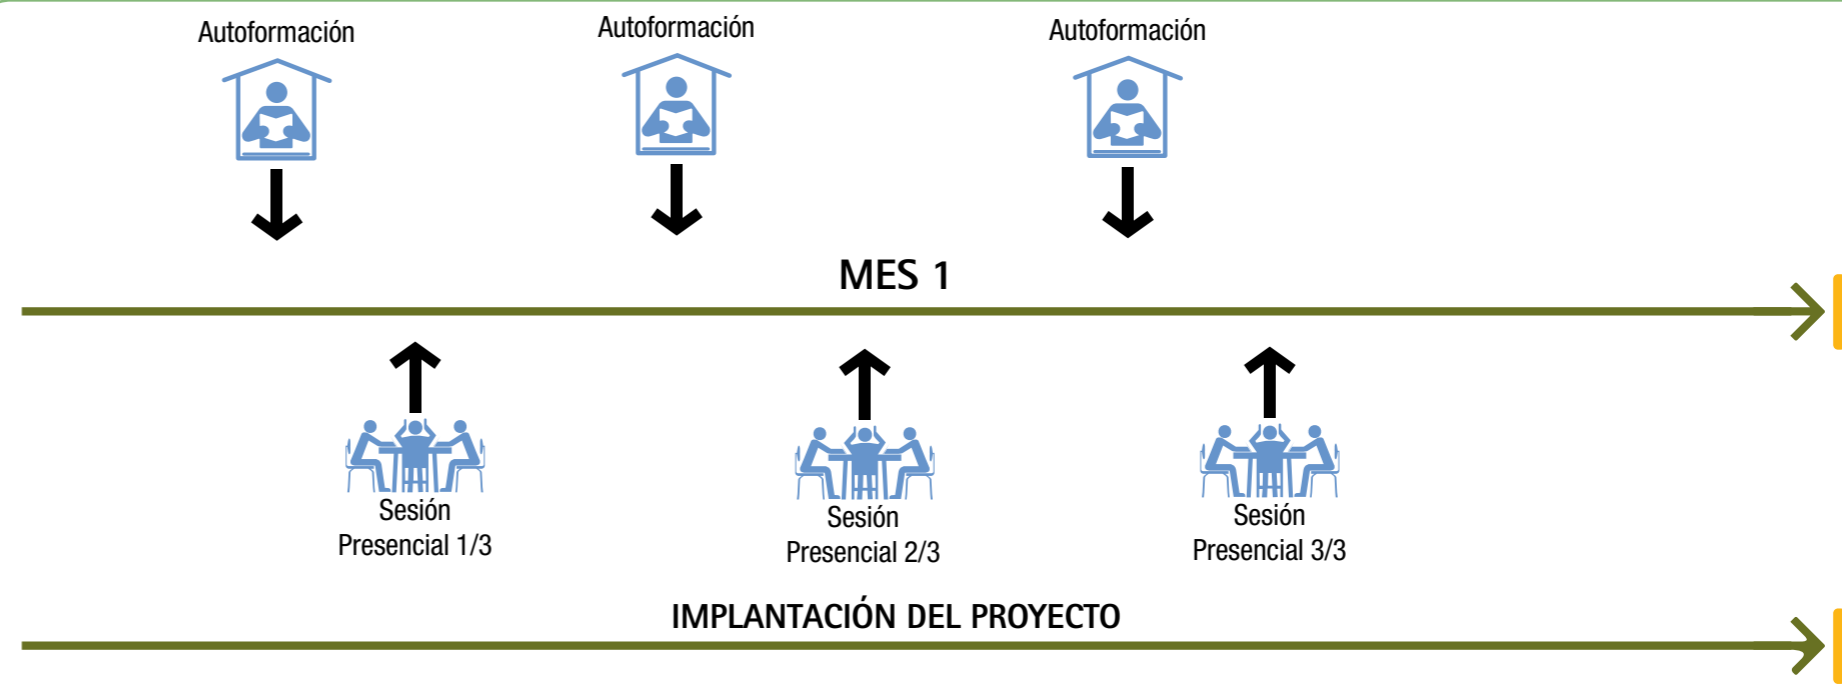 Autoformación
Autoformación
Autoformación
MES 1
Sesión
Presencial 1/3
Sesión
Presencial 2/3
Sesión
Presencial 3/3
IMPLANTACIÓN DEL PROYECTO